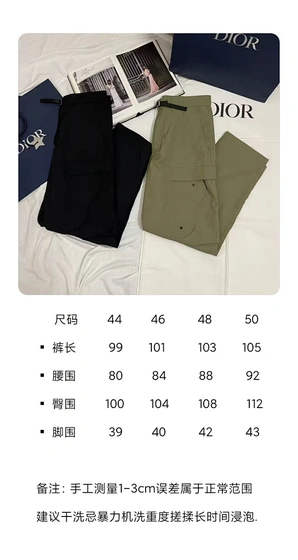 DIOR
DIOR
DIOR
尺码 44 46 48 50
▪ 裤长 99 101 103 105
▪ 腰围 80 84 88 92
▪ 臀围 100 104 108 112
▪ 脚围 39 40 42 43
备注: 手工测量1-3cm误差属于正常范围
建议干洗忌暴力机洗重度搓揉长时间浸泡.